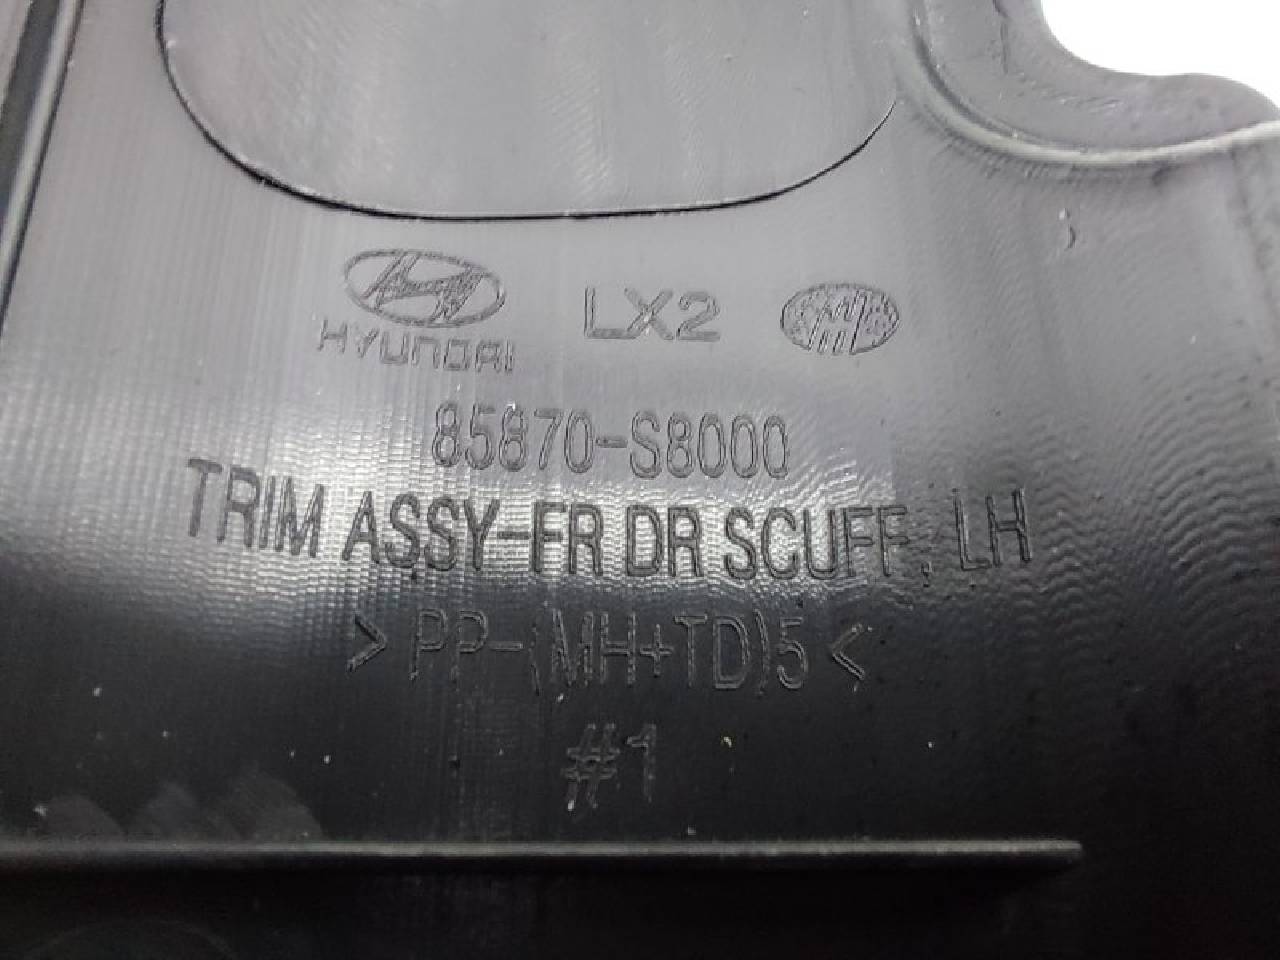 HYUNDAI LX2
85870-S8000
TRIM ASSY-FR DR SCUFF, LH
>PP-(MH+TD)5<
#1